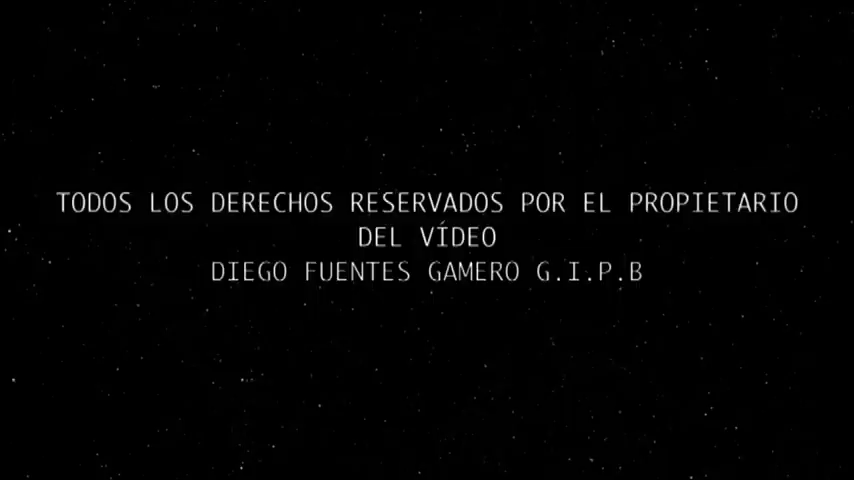 TODOS LOS DERECHOS RESERVADOS POR EL PROPIETARIO
DEL VÍDEO
DIEGO FUENTES GAMERO G.I.P.B